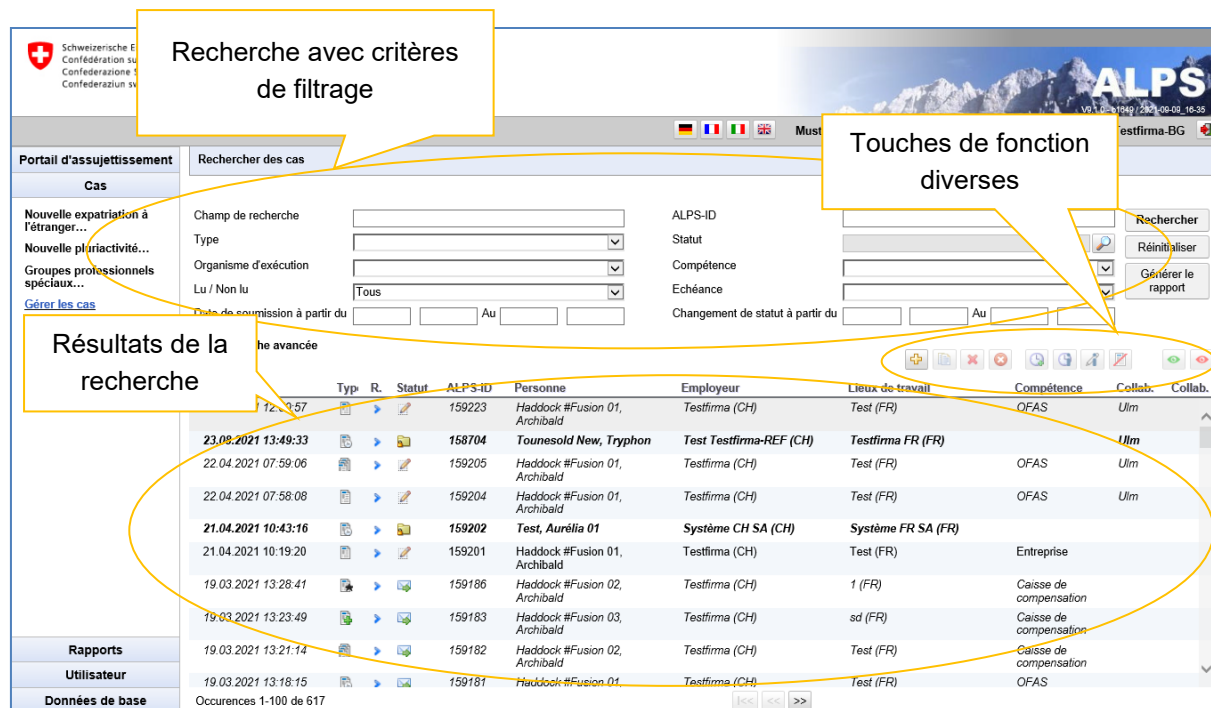 Recherche avec critères
de filtrage
Schweizerische
Confédération
Confederazione
Confederaziun
ALPS
V9.1.0 - b1649 / 2021-09-09_16-35
Touches de fonction
diverses
Portail d'assujettissement
Rechercher des cas
Cas
Nouvelle expatriation à
l'étranger…
Nouvelle pluriactivité…
Groupes professionnels
spéciaux…
Gérer les cas
Champ de recherche
ALPS-ID
Rechercher
Type
Statut
Réinitialiser
Organisme d'exécution
Compétence
Générer le
rapport
Lu / Non lu Tous
Echéance
Date de soumission à partir du Au
Changement de statut à partir du Au
avancée
Résultats de la
recherche
R. Statut ALPS-ID Personne Employeur Lieux de travail Compétence Collab. Collab.
159223 Haddock #Fusion 01, Testfirma (CH) Test (FR) OFAS Ulm
Archibald
23.08.2021 13:49:33 158704 Tounesold New, Tryphon Test Testfirma-REF (CH) Testfirma FR (FR) Ulm
22.04.2021 07:59:06 159205 Haddock #Fusion 01, Testfirma (CH) Test (FR) OFAS Ulm
Archibald
22.04.2021 07:58:08 159204 Haddock #Fusion 01, Testfirma (CH) Test (FR) OFAS Ulm
Archibald
21.04.2021 10:43:16 159202 Test, Aurélia 01 Système CH SA (CH) Système FR SA (FR)
21.04.2021 10:19:20 159201 Haddock #Fusion 01, Testfirma (CH) Test (FR) Entreprise
Archibald
19.03.2021 13:28:41 159186 Haddock #Fusion 02, Testfirma (CH) 1 (FR) Caisse de
Archibald compensation
19.03.2021 13:23:49 159183 Haddock #Fusion 03, Testfirma (CH) sd (FR) Caisse de
Archibald compensation
19.03.2021 13:21:14 159182 Haddock #Fusion 02, Testfirma (CH) Test (FR) Caisse de
Archibald compensation
19.03.2021 13:18:15 159181 Haddock #Fusion 01, Testfirma (CH) Test (FR) OFAS
Rapports
Utilisateur
Données de base
Occurences 1-100 de 617
|<< << >>